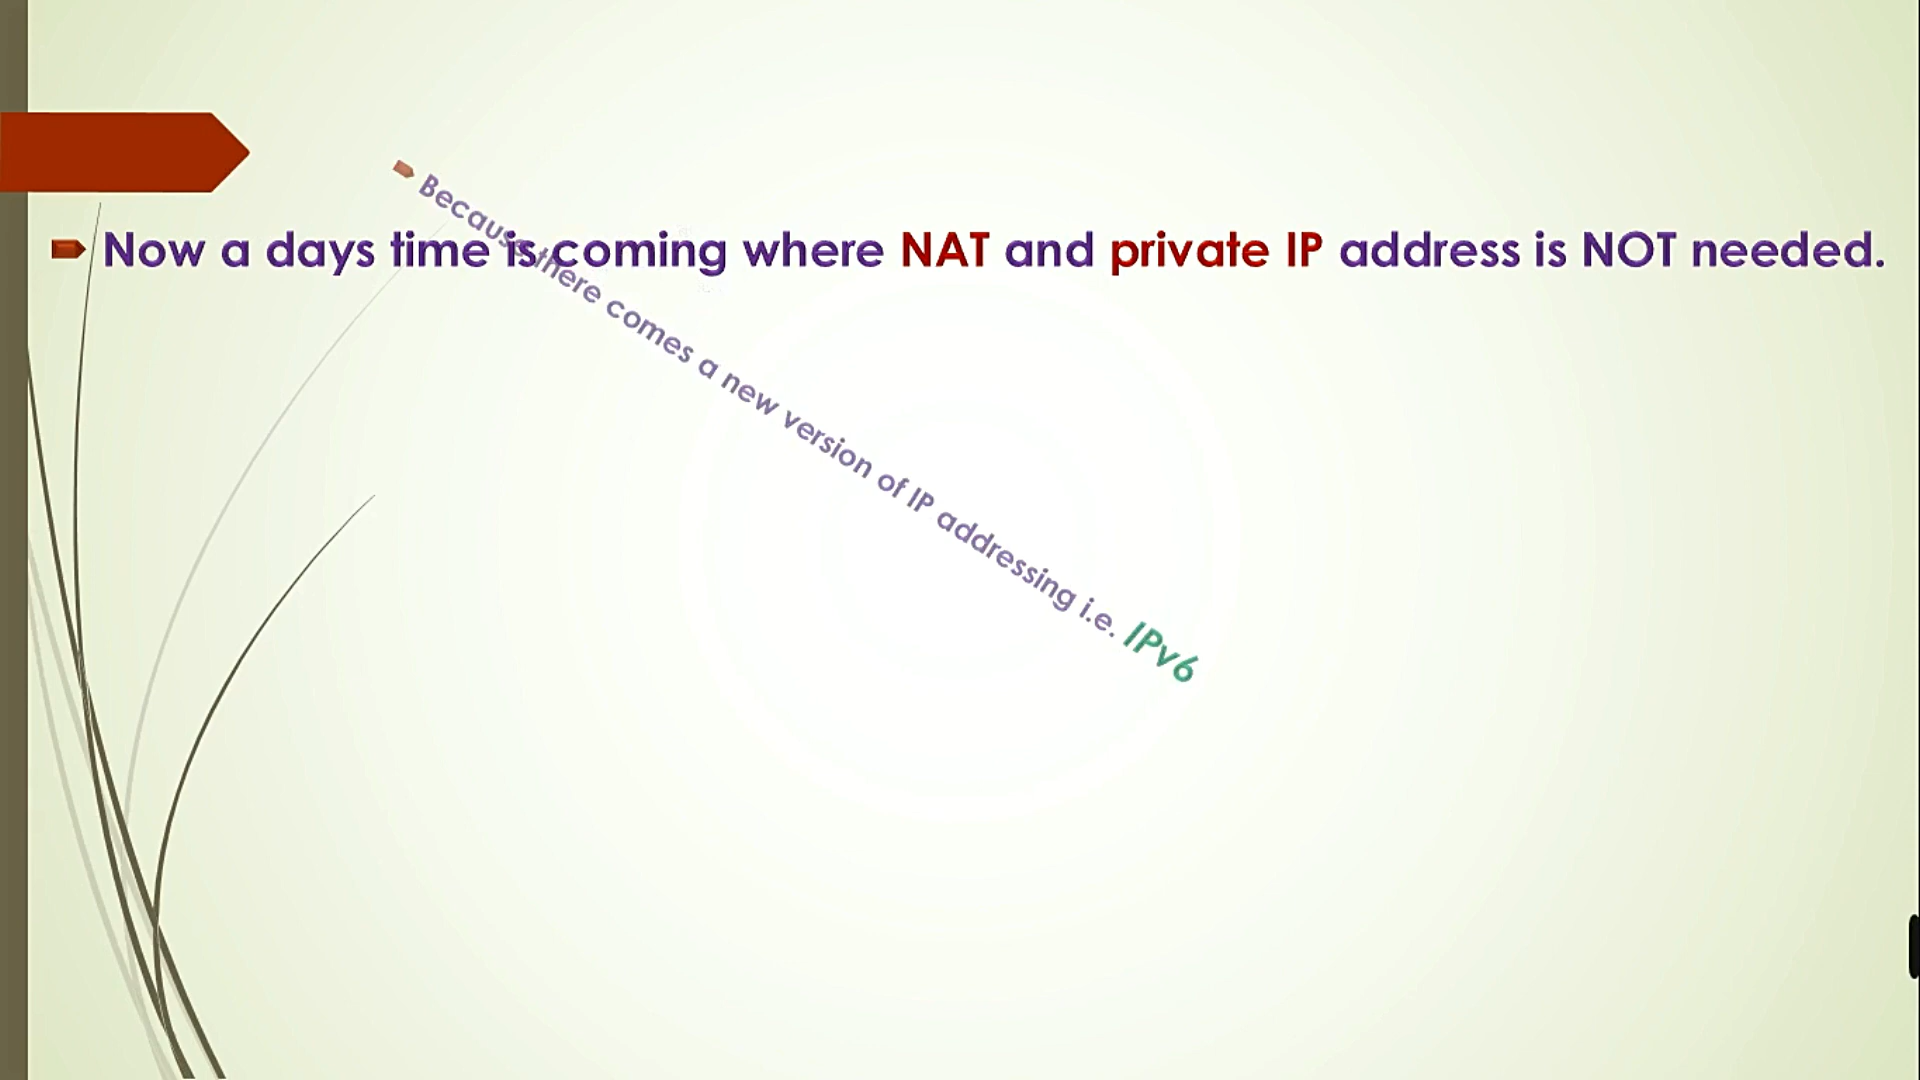 Now a days time is coming where NAT and private IP address is NOT needed.
Because there comes a new version of IP addressing i.e. IPv6